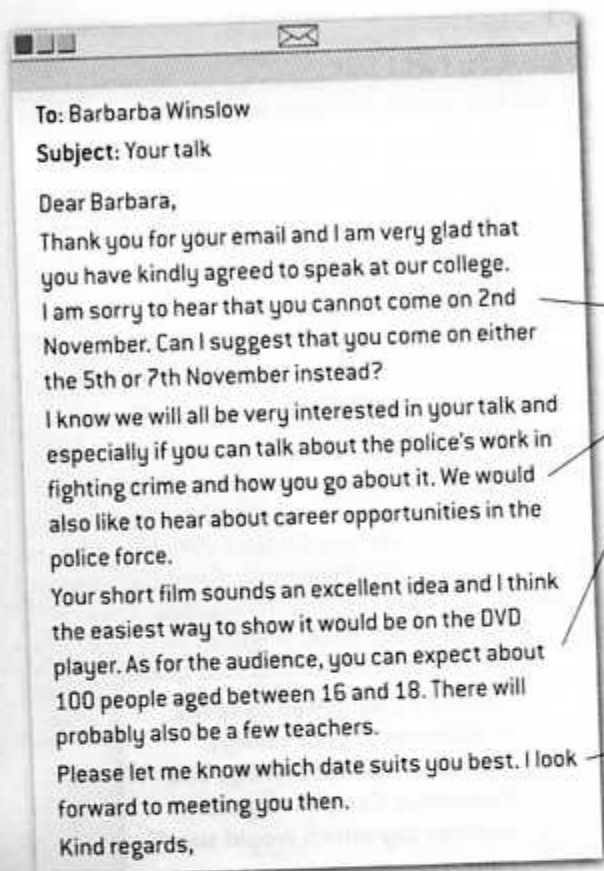 To: Barbarba Winslow
Subject: Your talk
Dear Barbara,
Thank you for your email and I am very glad that
you have kindly agreed to speak at our college.
I am sorry to hear that you cannot come on 2nd
November. Can I suggest that you come on either
the 5th or 7th November instead?
I know we will all be very interested in your talk and
especially if you can talk about the police's work in
fighting crime and how you go about it. We would
also like to hear about career opportunities in the
police force.
Your short film sounds an excellent idea and I think
the easiest way to show it would be on the DVD
player. As for the audience, you can expect about
100 people aged between 16 and 18. There will
probably also be a few teachers.
Please let me know which date suits you best. I look
forward to meeting you then.
Kind regards,